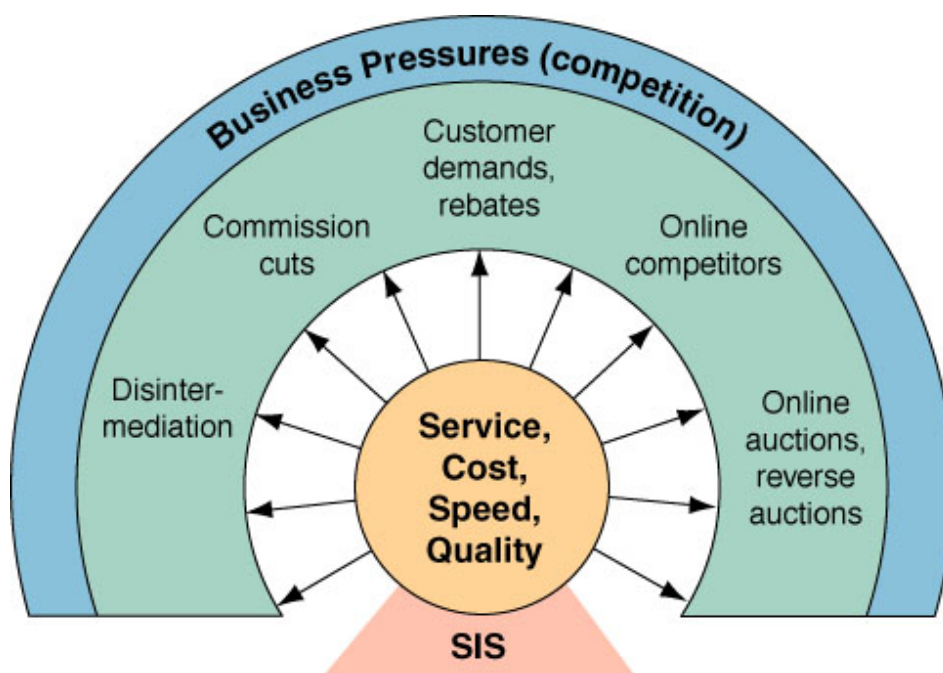 Business Pressures (competition)
Customer
demands,
rebates
Commission
cuts
Online
competitors
Disinter-
mediation
Online
auctions,
reverse
auctions
Service,
Cost,
Speed,
Quality
SIS